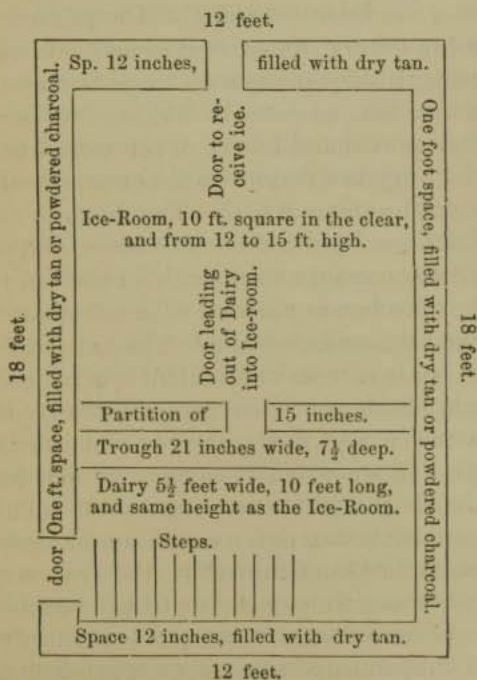 12 feet.
Sp. 12 inches,
filled with dry tan.
One ft. space, filled with dry tan or powdered charcoal.
Door to re-
ceive ice.
One foot space, filled with dry tan or powdered charcoal.
Ice-Room, 10 ft. square in the clear,
and from 12 to 15 ft. high.
18 feet.
Door leading
out of Dairy
into Ice-room.
18 feet.
Partition of
15 inches.
Trough 21 inches wide, 7½ deep.
Dairy 5½ feet wide, 10 feet long,
and same height as the Ice-Room.
door
Steps.
Space 12 inches, filled with dry tan.
12 feet.